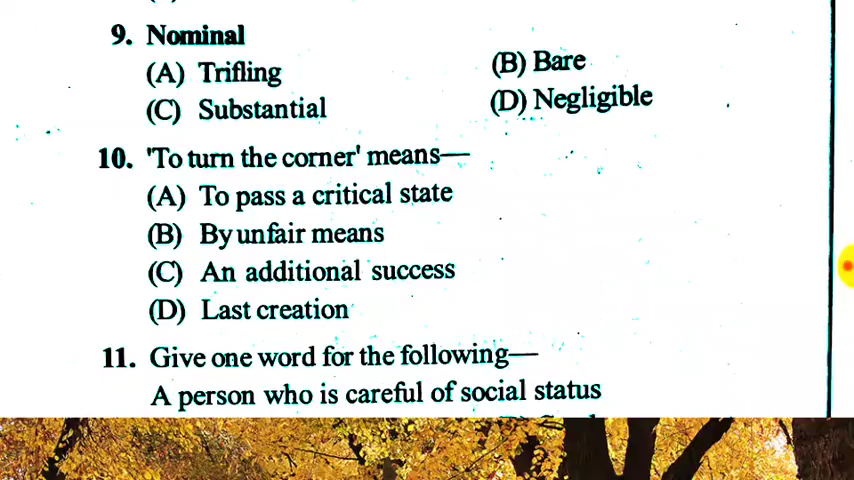 9. Nominal
(A) Trifling (B) Bare
(C) Substantial (D) Negligible
10. 'To turn the corner' means—
(A) To pass a critical state
(B) By unfair means
(C) An additional success
(D) Last creation
11. Give one word for the following—
A person who is careful of social status